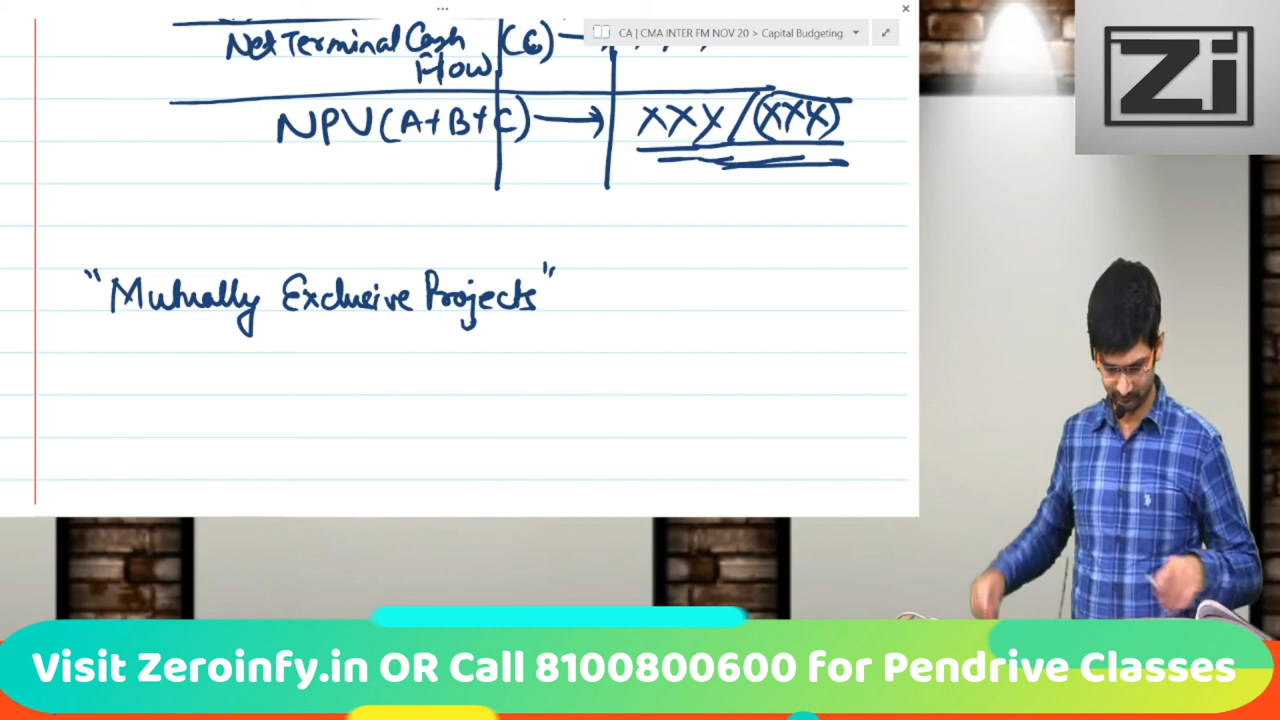 CA | CMA INTER FM NOV 20 > Capital Budgeting
Net Terminal Cash
Flow
(C)
NPV (A+B+C) → XXX/(XXX)
"Mutually Exclusive Projects"
Zi
Visit Zeroinfy.in OR Call 8100800600 for Pendrive Classes